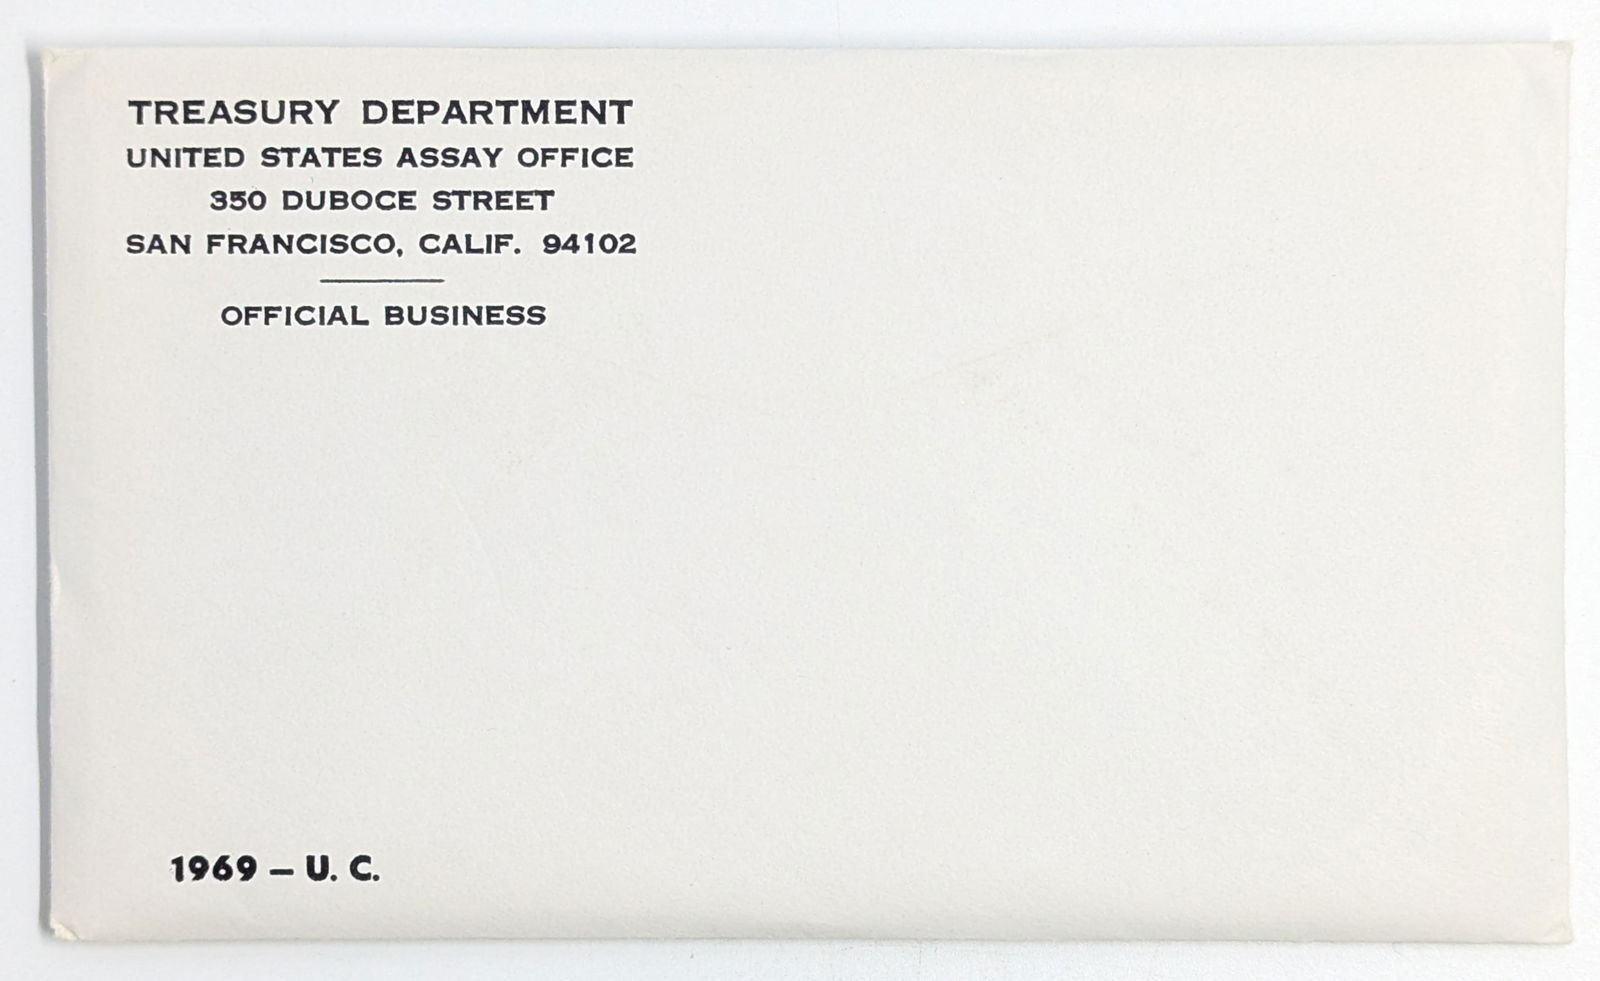 TREASURY DEPARTMENT
UNITED STATES ASSAY OFFICE
350 DUBOCE STREET
SAN FRANCISCO, CALIF. 94102
OFFICIAL BUSINESS
1969 – U. C.